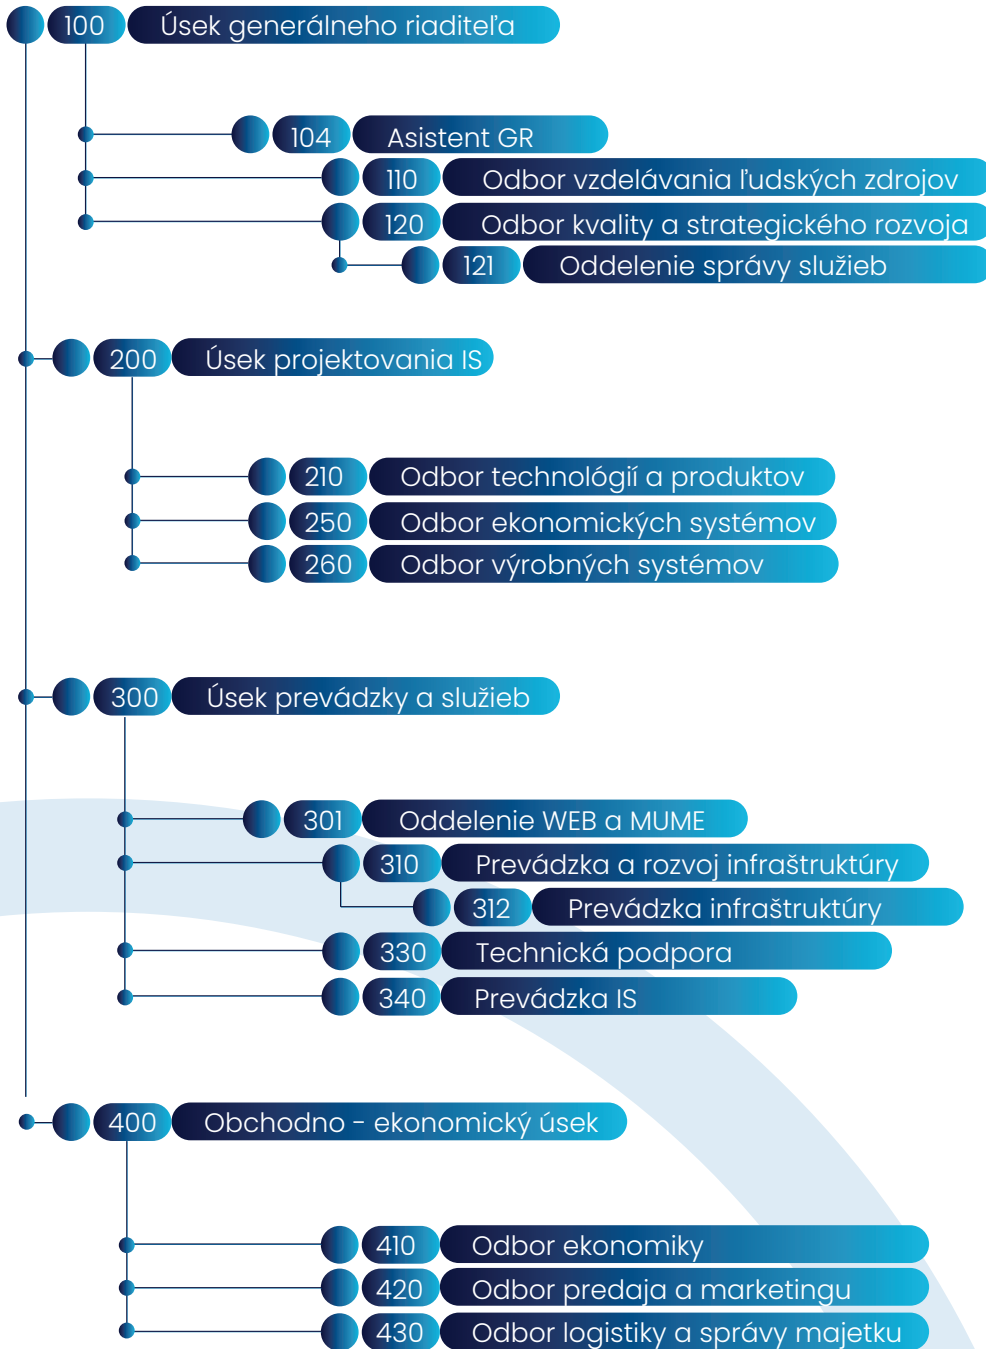 100 Úsek generálneho riaditeľa
104 Asistent GR
110 Odbor vzdelávania ľudských zdrojov
120 Odbor kvality a strategického rozvoja
121 Oddelenie správy služieb
200 Úsek projektovania IS
210 Odbor technológií a produktov
250 Odbor ekonomických systémov
260 Odbor výrobných systémov
300 Úsek prevádzky a služieb
301 Oddelenie WEB a MUME
310 Prevádzka a rozvoj infraštruktúry
312 Prevádzka infraštruktúry
330 Technická podpora
340 Prevádzka IS
400 Obchodno - ekonomický úsek
410 Odbor ekonomiky
420 Odbor predaja a marketingu
430 Odbor logistiky a správy majetku